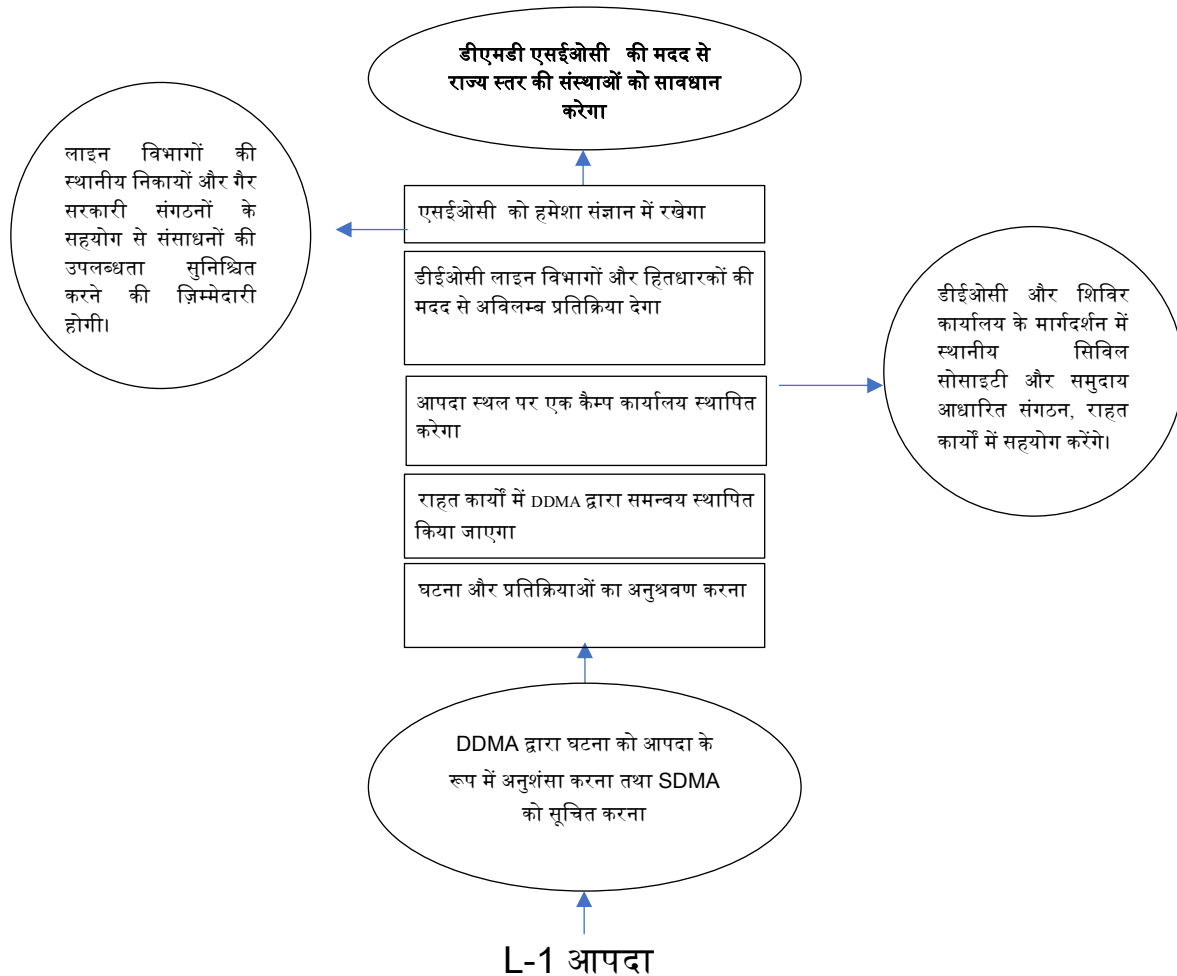 डीएमडी एसईओसी की मदद से
राज्य स्तर की संस्थाओं को सावधान
करेगा
लाइन विभागों की
स्थानीय निकायों और गैर
सरकारी संगठनों के
सहयोग से संसाधनों की
उपलब्धता सुनिश्चित
करने की ज़िम्मेदारी
होगी।
एसईओसी को हमेशा संज्ञान में रखेगा
डीईओसी लाइन विभागों और हितधारकों की
मदद से अविलम्ब प्रतिक्रिया देगा
डीईओसी और शिविर
कार्यालय के मार्गदर्शन में
स्थानीय सिविल
सोसाइटी और समुदाय
आधारित संगठन, राहत
कार्यों में सहयोग करेंगे।
आपदा स्थल पर एक कैम्प कार्यालय स्थापित
करेगा
राहत कार्यों में DDMA द्वारा समन्वय स्थापित
किया जाएगा
घटना और प्रतिक्रियाओं का अनुश्रवण करना
DDMA द्वारा घटना को आपदा के
रूप में अनुशंसा करना तथा SDMA
को सूचित करना
L-1 आपदा